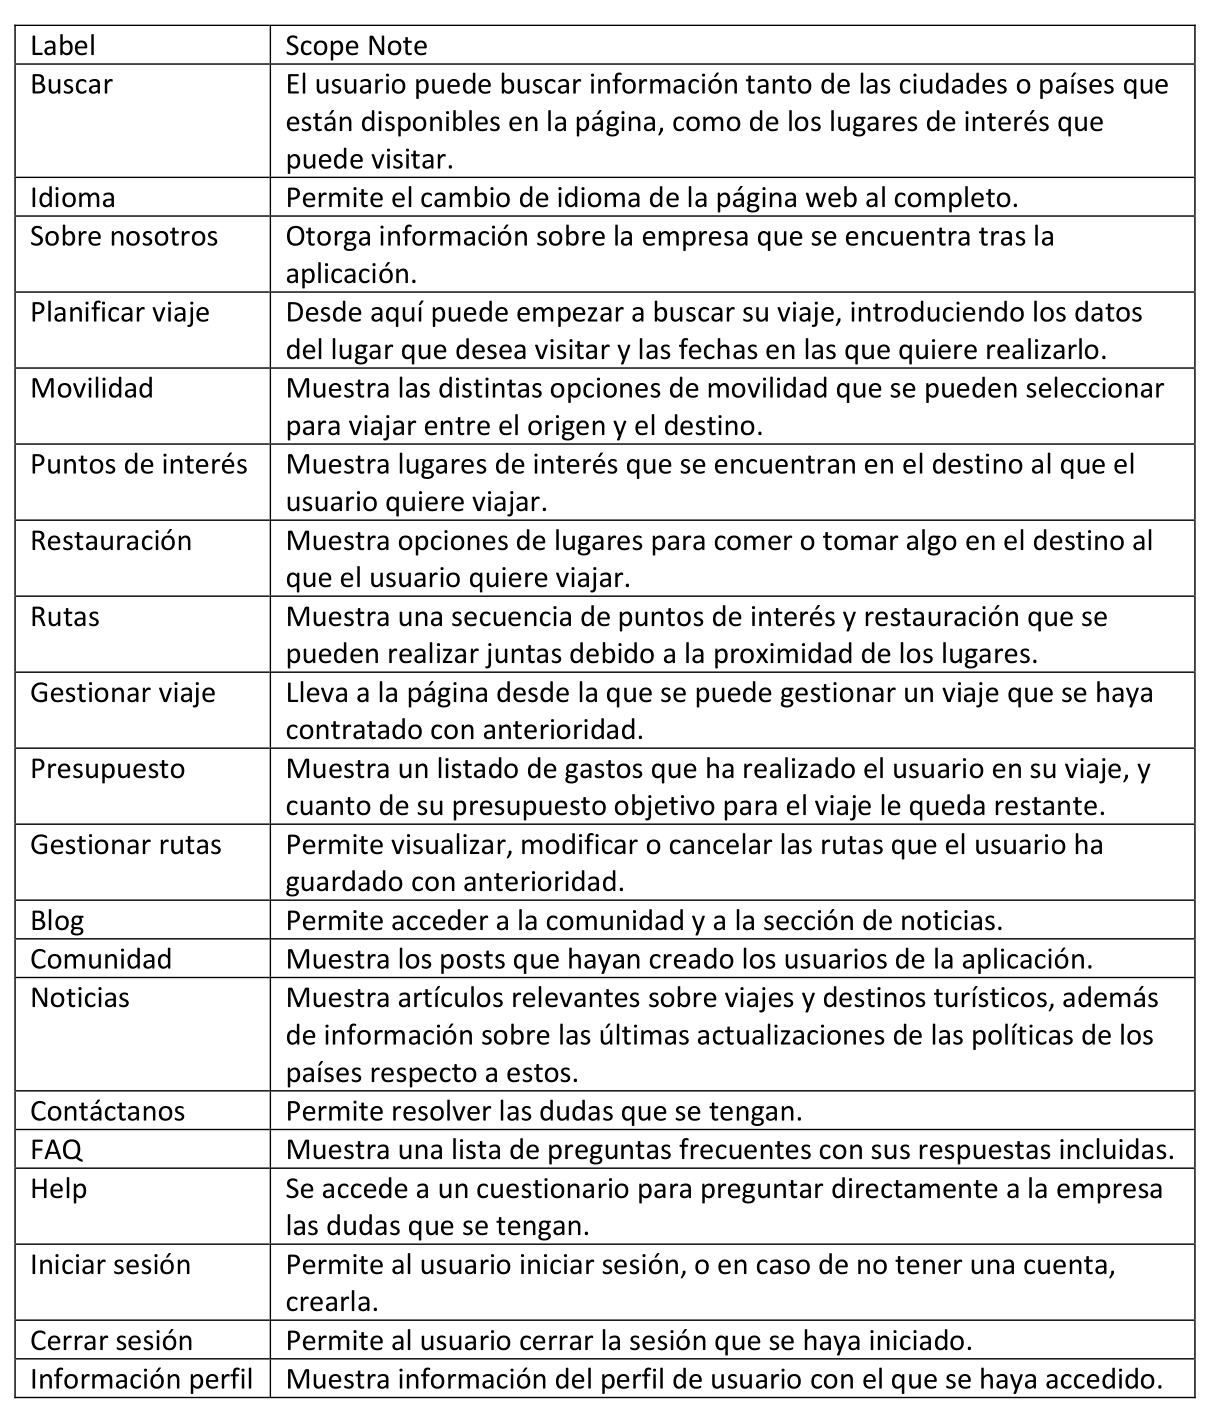 Label
Scope Note
Buscar
El usuario puede buscar información tanto de las ciudades o países que
están disponibles en la página, como de los lugares de interés que
puede visitar.
Idioma
Permite el cambio de idioma de la página web al completo.
Sobre nosotros
Otorga información sobre la empresa que se encuentra tras la
aplicación.
Planificar viaje
Desde aquí puede empezar a buscar su viaje, introduciendo los datos
del lugar que desea visitar y las fechas en las que quiere realizarlo.
Movilidad
Muestra las distintas opciones de movilidad que se pueden seleccionar
para viajar entre el origen y el destino.
Puntos de interés
Muestra lugares de interés que se encuentran en el destino al que el
usuario quiere viajar.
Restauración
Muestra opciones de lugares para comer o tomar algo en el destino al
que el usuario quiere viajar.
Rutas
Muestra una secuencia de puntos de interés y restauración que se
pueden realizar juntas debido a la proximidad de los lugares.
Gestionar viaje
Lleva a la página desde la que se puede gestionar un viaje que se haya
contratado con anterioridad.
Presupuesto
Muestra un listado de gastos que ha realizado el usuario en su viaje, y
cuanto de su presupuesto objetivo para el viaje le queda restante.
Gestionar rutas
Permite visualizar, modificar o cancelar las rutas que el usuario ha
guardado con anterioridad.
Blog
Permite acceder a la comunidad y a la sección de noticias.
Comunidad
Muestra los posts que hayan creado los usuarios de la aplicación.
Noticias
Muestra artículos relevantes sobre viajes y destinos turísticos, además
de información sobre las últimas actualizaciones de las políticas de los
países respecto a estos.
Contáctanos
Permite resolver las dudas que se tengan.
FAQ
Muestra una lista de preguntas frecuentes con sus respuestas incluidas.
Help
Se accede a un cuestionario para preguntar directamente a la empresa
las dudas que se tengan.
Iniciar sesión
Permite al usuario iniciar sesión, o en caso de no tener una cuenta,
crearla.
Cerrar sesión
Permite al usuario cerrar la sesión que se haya iniciado.
Información perfil
Muestra información del perfil de usuario con el que se haya accedido.